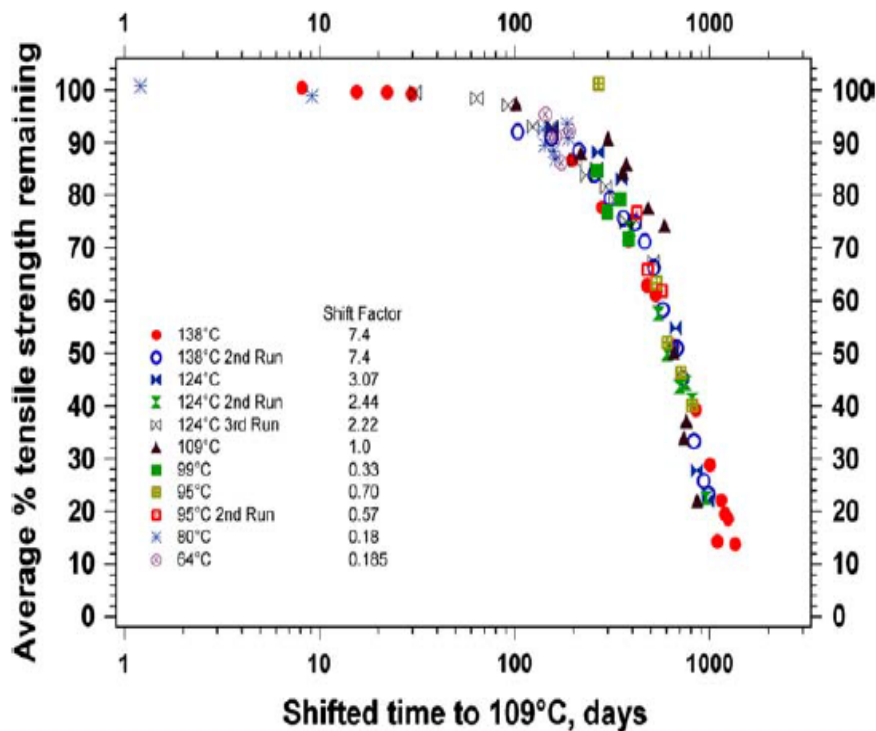 1 10 100 1000
Average % tensile strength remaining
100 100
90 90
80 80
70 70
60 60
50 50
40 40
30 30
20 20
10 10
0 0
Shift Factor
138°C 7.4
138°C 2nd Run 7.4
124°C 3.07
124°C 2nd Run 2.44
124°C 3rd Run 2.22
109°C 1.0
99°C 0.33
95°C 0.70
95°C 2nd Run 0.57
80°C 0.18
64°C 0.185
1 10 100 1000
Shifted time to 109°C, days